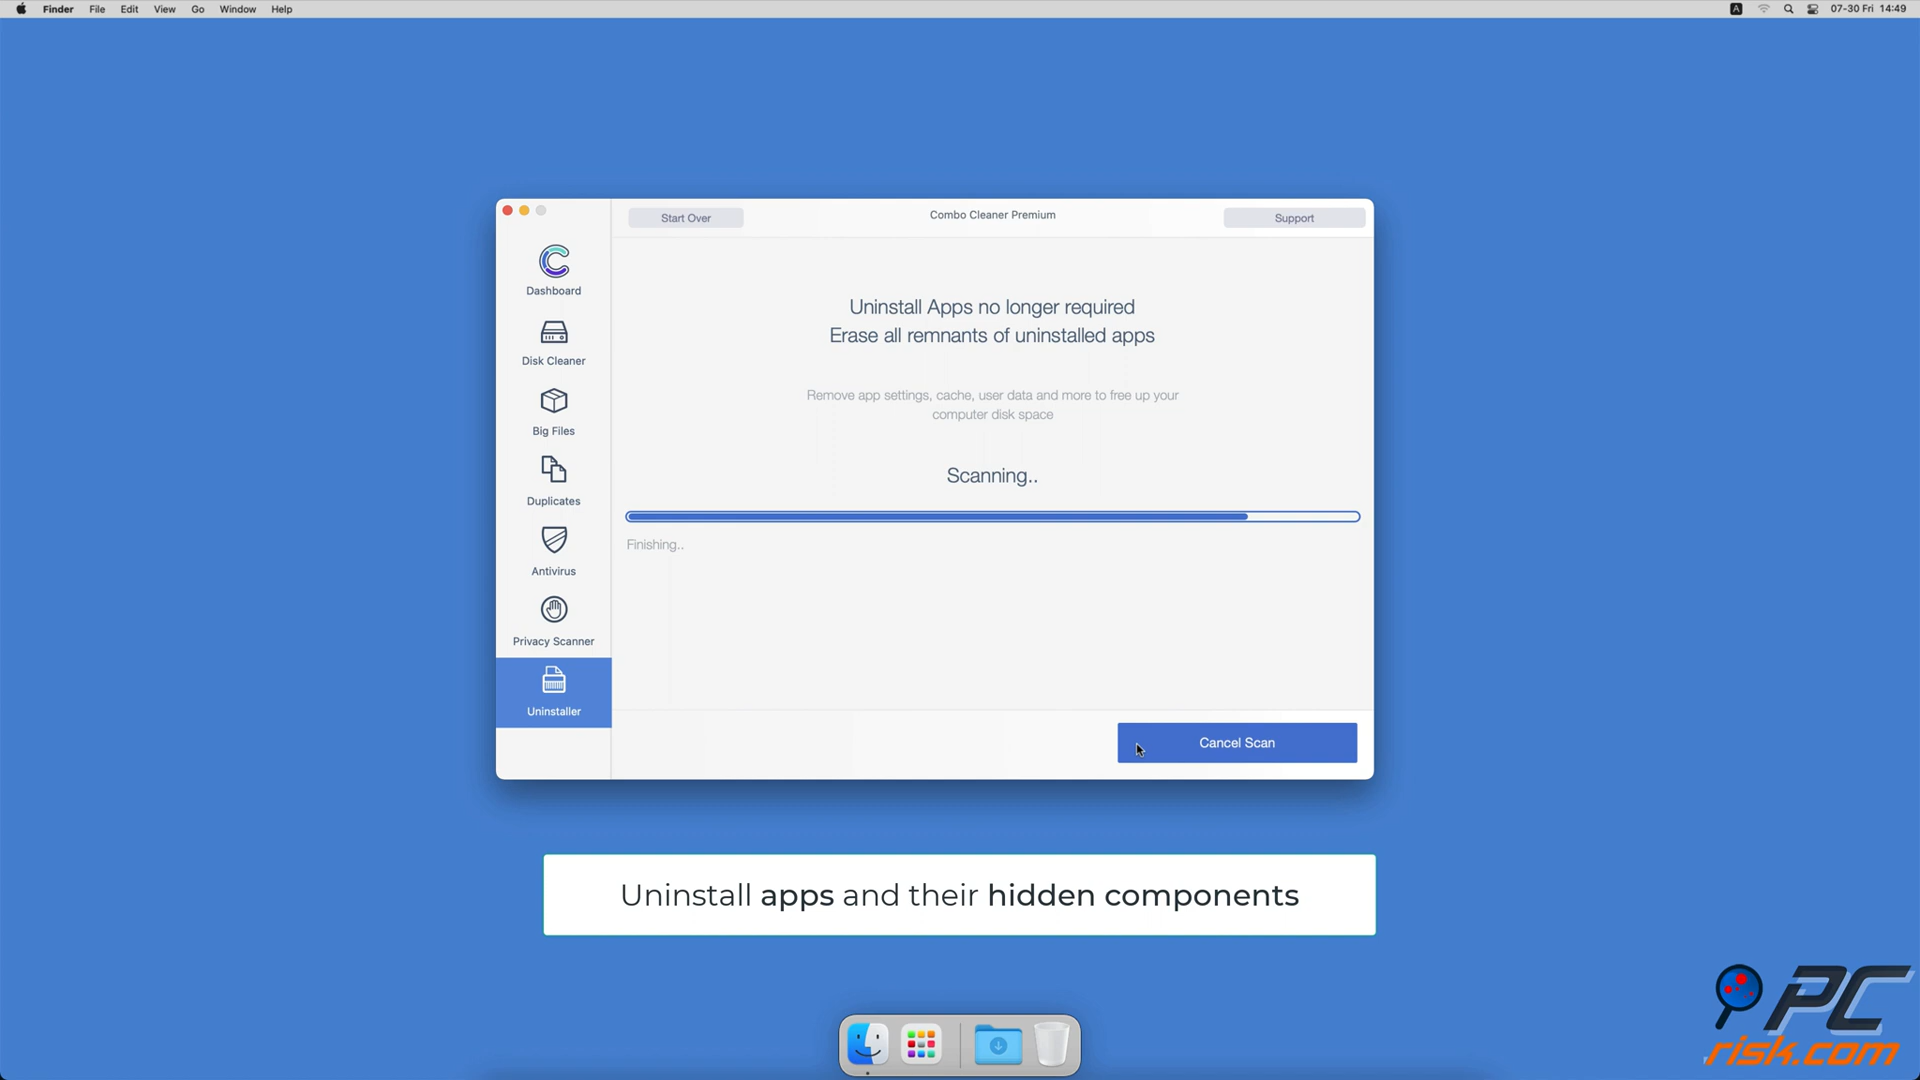 Finder File Edit View Go Window Help
A 07-30 Fri 14:49
Start Over
Combo Cleaner Premium
Support
Dashboard
Disk Cleaner
Big Files
Duplicates
Antivirus
Privacy Scanner
Uninstaller
Uninstall Apps no longer required
Erase all remnants of uninstalled apps
Remove app settings, cache, user data and more to free up your
computer disk space
Scanning..
Finishing..
Cancel Scan
Uninstall apps and their hidden components
PC
risk.com